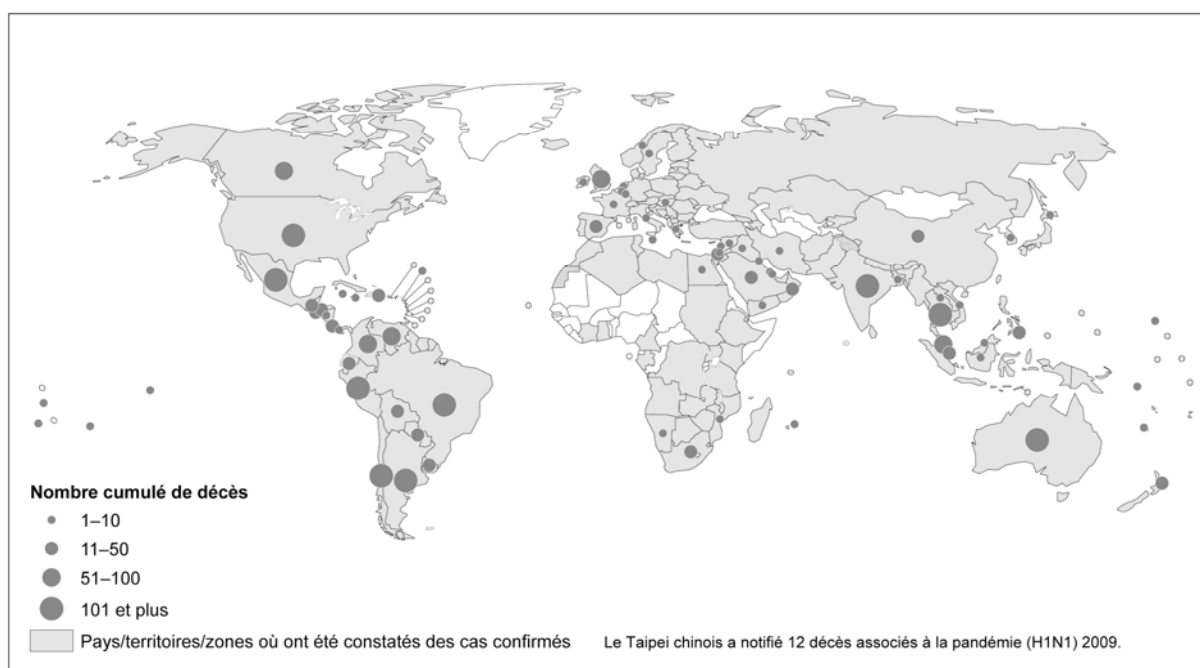 Nombre cumulé de décès
1–10
11–50
51–100
101 et plus
Pays/territoires/zones où ont été constatés des cas confirmés
Le Taipei chinois a notifié 12 décès associés à la pandémie (H1N1) 2009.